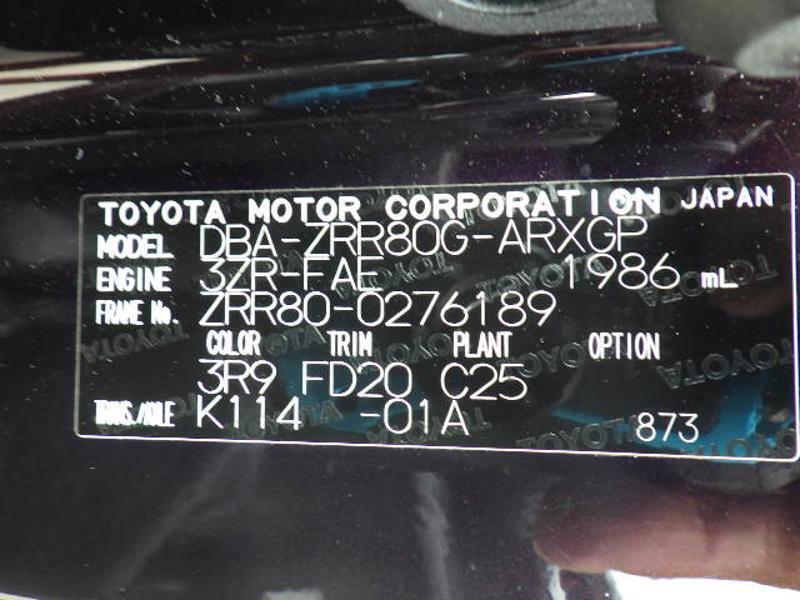 TOYOTA MOTOR CORPORATION JAPAN
MODEL DBA-ZRR80G-ARXGP
ENGINE 3ZR-FAE 1986 mL
FRAME No. ZRR80-0276189
COLOR TRIM PLANT OPTION
3R9 FD20 C25
TRANS./AXLE K114 -01A 873